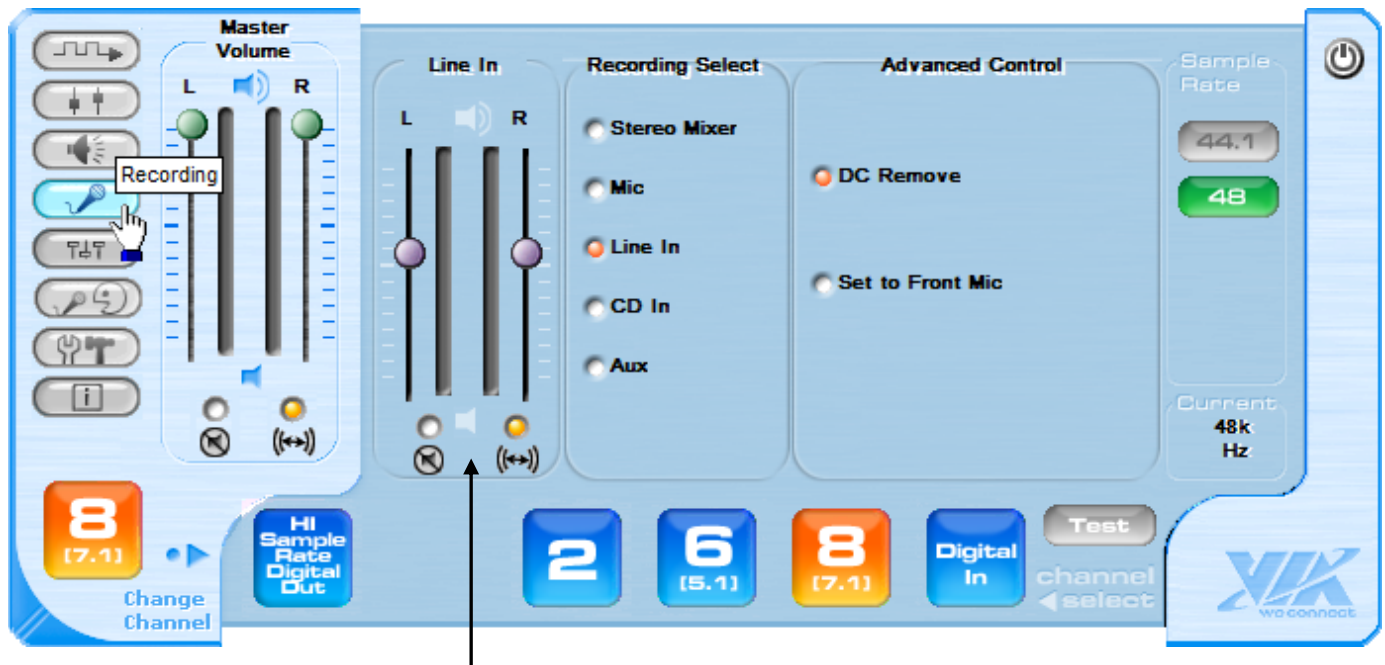 Master
Volume
L
R
Recording
8
[7.1]
Change
Channel
Line In
L
R
Recording Select
Stereo Mixer
Mic
Line In
CD In
Aux
Advanced Control
DC Remove
Set to Front Mic
Sample
Rate
44.1
48
Current
48k
Hz
HI
Sample
Rate
Digital
Out
2
6
[5.1]
8
[7.1]
Digital
In
Test
channel
select
i
VIA
we connect